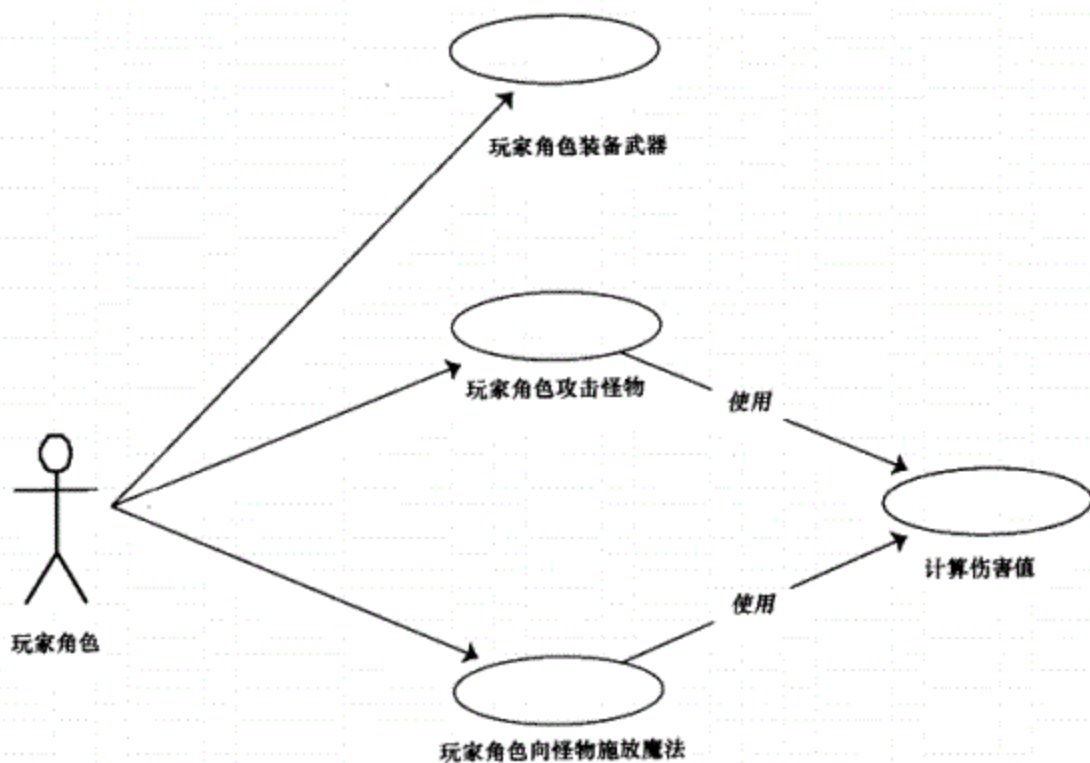 玩家角色装备武器
玩家角色攻击怪物
使用
计算伤害值
使用
玩家角色
玩家角色向怪物施放魔法